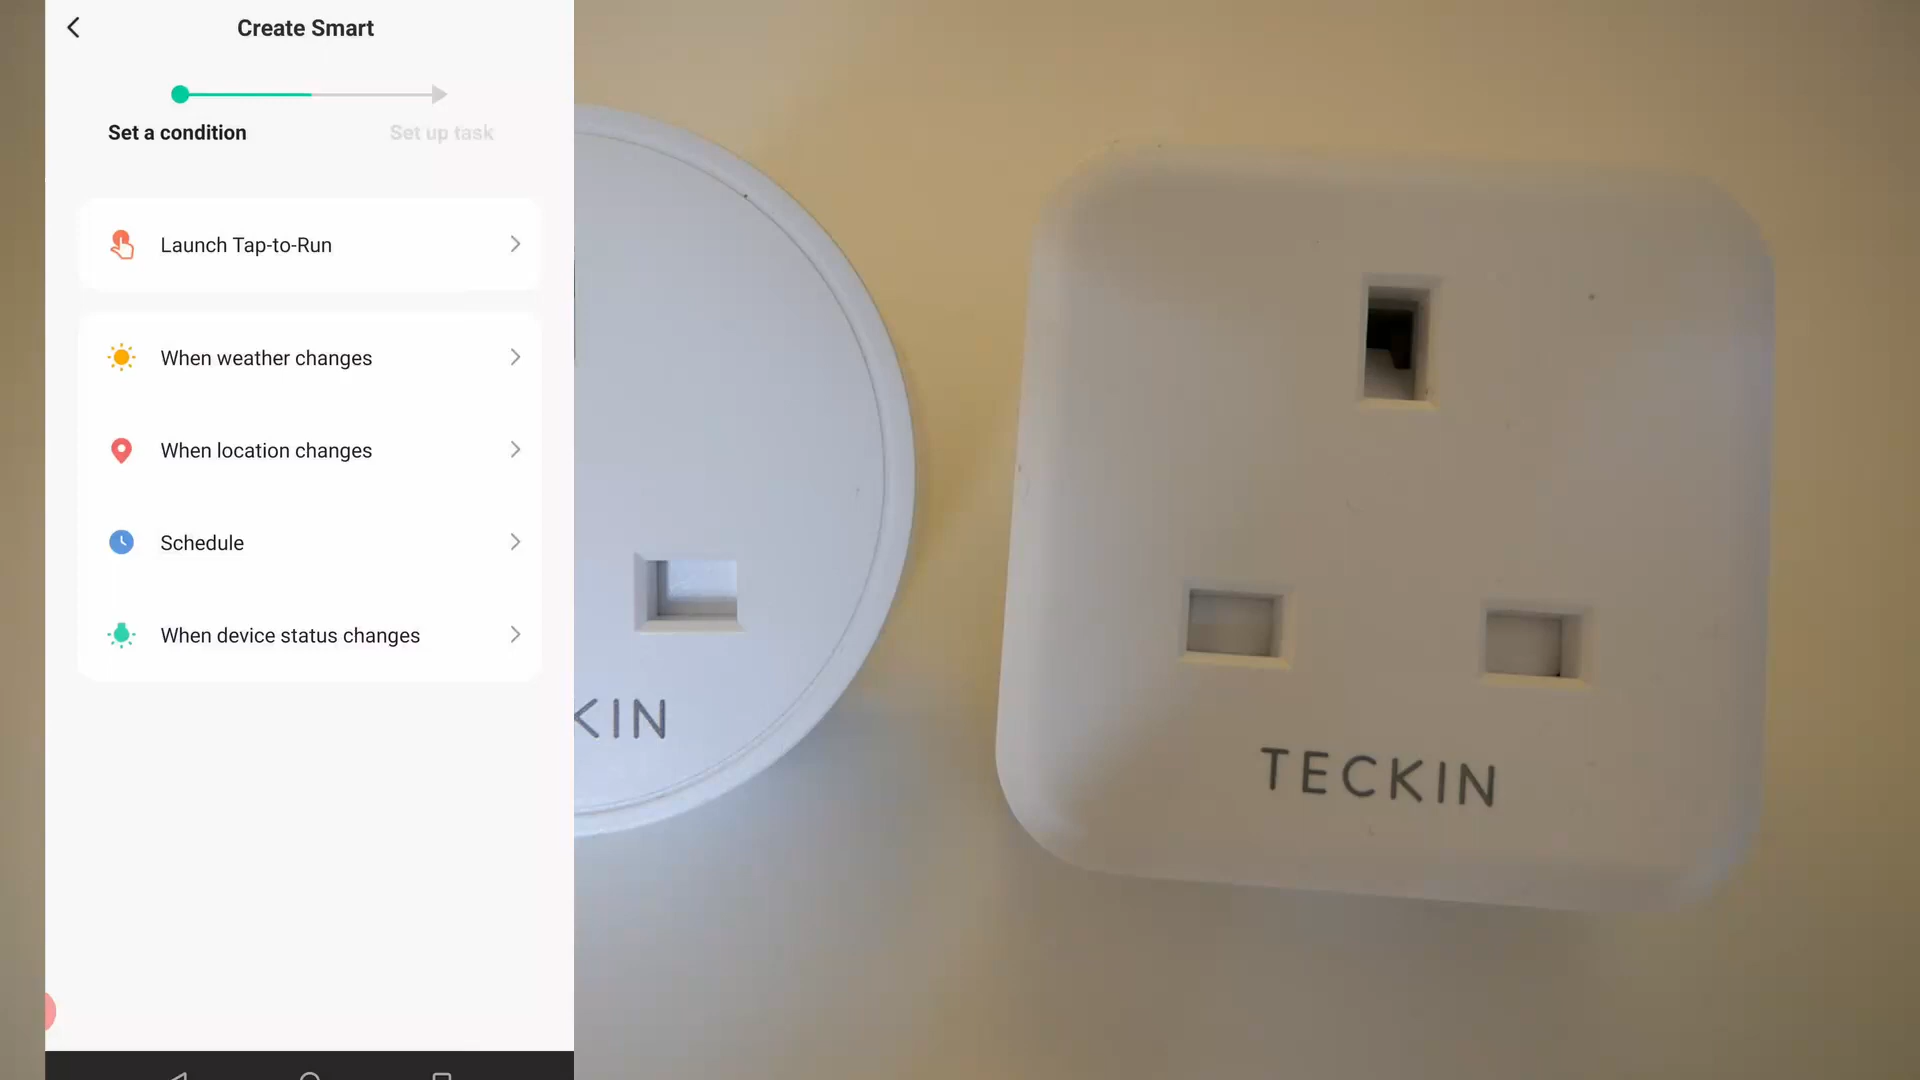 Create Smart
Set a condition
Set up task
Launch Tap-to-Run
When weather changes
When location changes
Schedule
When device status changes
KIN
TECKIN